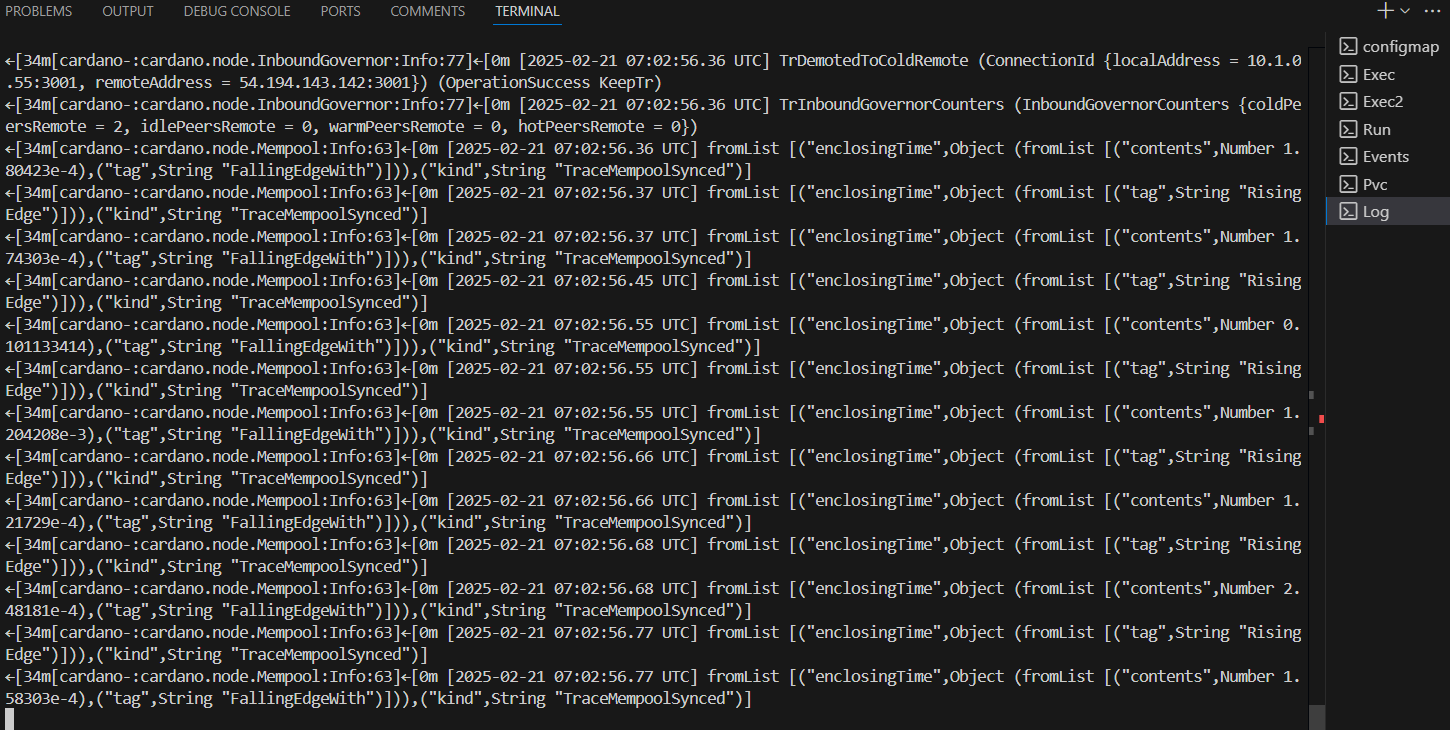 PROBLEMS OUTPUT DEBUG CONSOLE PORTS COMMENTS TERMINAL
←[34m[cardano.node.InboundGovernor:Info:77]←[0m [2025-02-21 07:02:56.36 UTC] TrDemotedToColdRemote (ConnectionId {localAddress = 10.1.0
.55:3001, remoteAddress = 54.194.143.142:3001}) (OperationSuccess KeepTr)
←[34m[cardano.node.InboundGovernor:Info:77]←[0m [2025-02-21 07:02:56.36 UTC] TrInboundGovernorCounters (InboundGovernorCounters {coldPe
ersRemote = 2, idlePeersRemote = 0, warmPeersRemote = 0, hotPeersRemote = 0})
←[34m[cardano-:cardano.node.Mempool:Info:63]←[0m [2025-02-21 07:02:56.36 UTC] fromList [("enclosingTime",Object (fromList [("contents",Number 1.
80423e-4),("tag",String "FallingEdgeWith")])),("kind",String "TraceMempoolSynced")]
←[34m[cardano-:cardano.node.Mempool:Info:63]←[0m [2025-02-21 07:02:56.37 UTC] fromList [("enclosingTime",Object (fromList [("tag",String "Rising
Edge")])),("kind",String "TraceMempoolSynced")]
←[34m[cardano-:cardano.node.Mempool:Info:63]←[0m [2025-02-21 07:02:56.37 UTC] fromList [("enclosingTime",Object (fromList [("contents",Number 1.
74303e-4),("tag",String "FallingEdgeWith")])),("kind",String "TraceMempoolSynced")]
←[34m[cardano-:cardano.node.Mempool:Info:63]←[0m [2025-02-21 07:02:56.45 UTC] fromList [("enclosingTime",Object (fromList [("tag",String "Rising
Edge")])),("kind",String "TraceMempoolSynced")]
←[34m[cardano-:cardano.node.Mempool:Info:63]←[0m [2025-02-21 07:02:56.55 UTC] fromList [("enclosingTime",Object (fromList [("contents",Number 0.
101133414),("tag",String "FallingEdgeWith")])),("kind",String "TraceMempoolSynced")]
←[34m[cardano-:cardano.node.Mempool:Info:63]←[0m [2025-02-21 07:02:56.55 UTC] fromList [("enclosingTime",Object (fromList [("tag",String "Rising
Edge")])),("kind",String "TraceMempoolSynced")]
←[34m[cardano-:cardano.node.Mempool:Info:63]←[0m [2025-02-21 07:02:56.55 UTC] fromList [("enclosingTime",Object (fromList [("contents",Number 1.
204208e-3),("tag",String "FallingEdgeWith")])),("kind",String "TraceMempoolSynced")]
←[34m[cardano-:cardano.node.Mempool:Info:63]←[0m [2025-02-21 07:02:56.66 UTC] fromList [("enclosingTime",Object (fromList [("tag",String "Rising
Edge")])),("kind",String "TraceMempoolSynced")]
←[34m[cardano-:cardano.node.Mempool:Info:63]←[0m [2025-02-21 07:02:56.66 UTC] fromList [("enclosingTime",Object (fromList [("contents",Number 1.
21729e-4),("tag",String "FallingEdgeWith")])),("kind",String "TraceMempoolSynced")]
←[34m[cardano-:cardano.node.Mempool:Info:63]←[0m [2025-02-21 07:02:56.68 UTC] fromList [("enclosingTime",Object (fromList [("tag",String "Rising
Edge")])),("kind",String "TraceMempoolSynced")]
←[34m[cardano-:cardano.node.Mempool:Info:63]←[0m [2025-02-21 07:02:56.68 UTC] fromList [("enclosingTime",Object (fromList [("contents",Number 2.
48181e-4),("tag",String "FallingEdgeWith")])),("kind",String "TraceMempoolSynced")]
←[34m[cardano-:cardano.node.Mempool:Info:63]←[0m [2025-02-21 07:02:56.77 UTC] fromList [("enclosingTime",Object (fromList [("tag",String "Rising
Edge")])),("kind",String "TraceMempoolSynced")]
←[34m[cardano-:cardano.node.Mempool:Info:63]←[0m [2025-02-21 07:02:56.77 UTC] fromList [("enclosingTime",Object (fromList [("contents",Number 1.
58303e-4),("tag",String "FallingEdgeWith")])),("kind",String "TraceMempoolSynced")]
configmap
Exec
Exec2
Run
Events
Pvc
Log